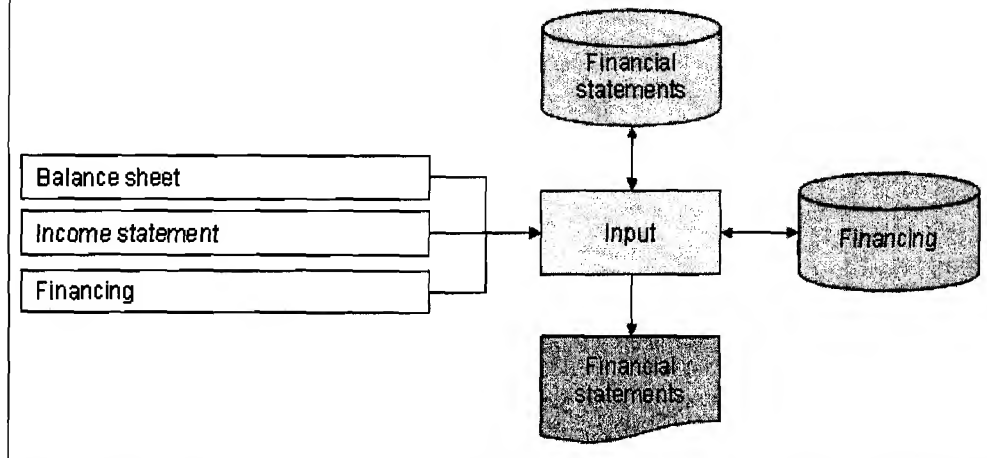 Financial
statements
Balance sheet
Income statement
Financing
Input
Financing
Financial
statements